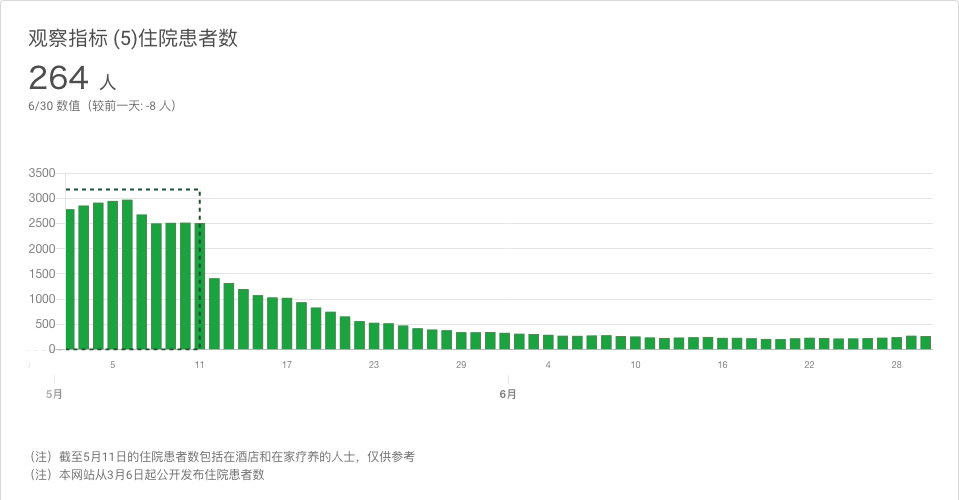 观察指标 (5)住院患者数
264 人
6/30 数值（较前一天: -8 人）
3500
3000
2500
2000
1500
1000
500
0
5 11 17 23 29 4 10 16 22 28
5月 6月
（注）截至5月11日的住院患者数包括在酒店和在家疗养的人士，仅供参考
（注）本网站从3月6日起公开发布住院患者数